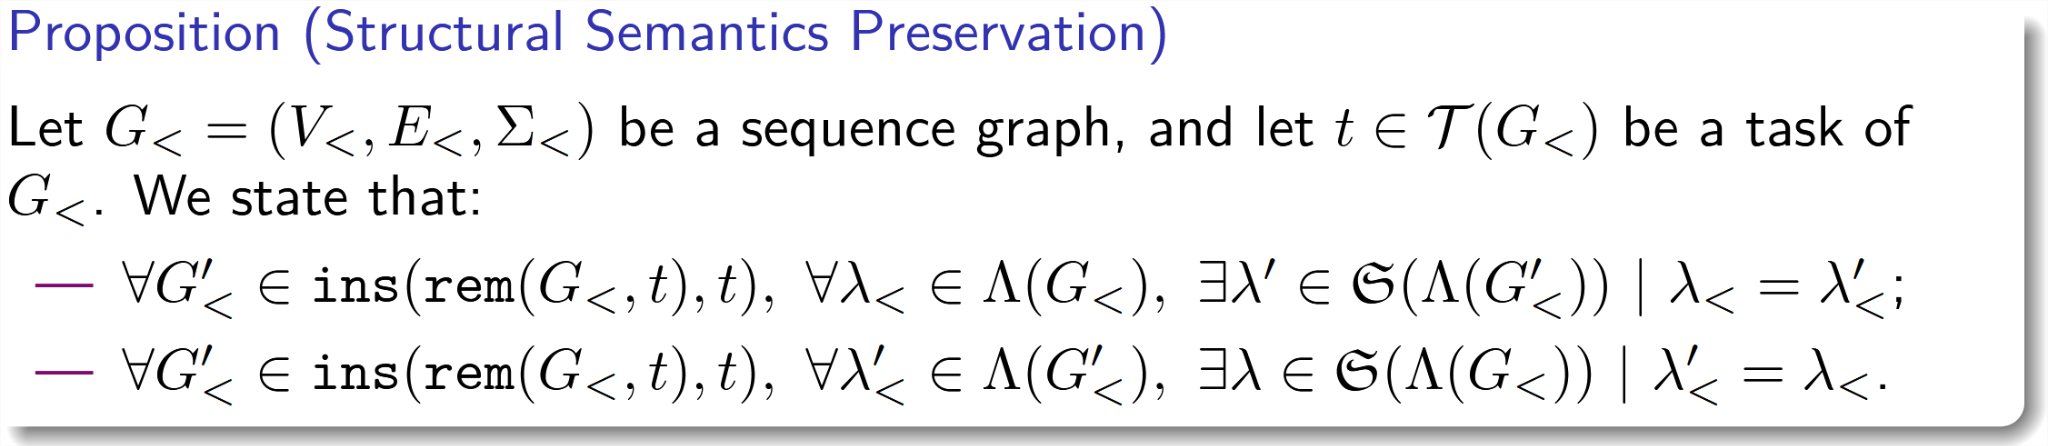 Proposition (Structural Semantics Preservation)
Let G_< = (V_<, E_<, Σ_<) be a sequence graph, and let t ∈ 𝒯(G_<) be a task of
G_<. We state that:
— ∀G′_< ∈ ins(rem(G_<, t), t), ∀λ_< ∈ Λ(G_<), ∃λ′ ∈ 𝔖(Λ(G′_<)) | λ_< = λ′_<;
— ∀G′_< ∈ ins(rem(G_<, t), t), ∀λ′_< ∈ Λ(G′_<), ∃λ ∈ 𝔖(Λ(G_<)) | λ′_< = λ_<.